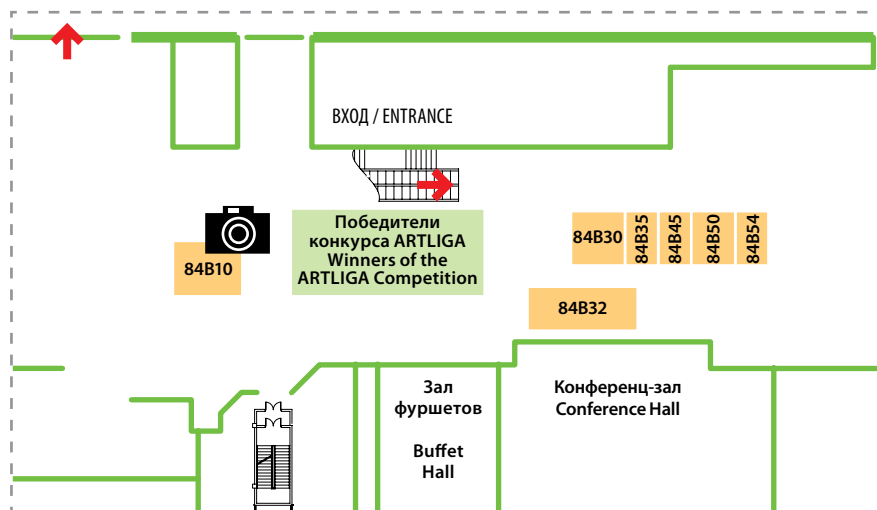 ВХОД / ENTRANCE
Победители
конкурса ARTLIGA
Winners of the
ARTLIGA Competition
84B10
84B30
84B35
84B45
84B50
84B54
84B32
Зал
фуршетов
Buffet
Hall
Конференц-зал
Conference Hall